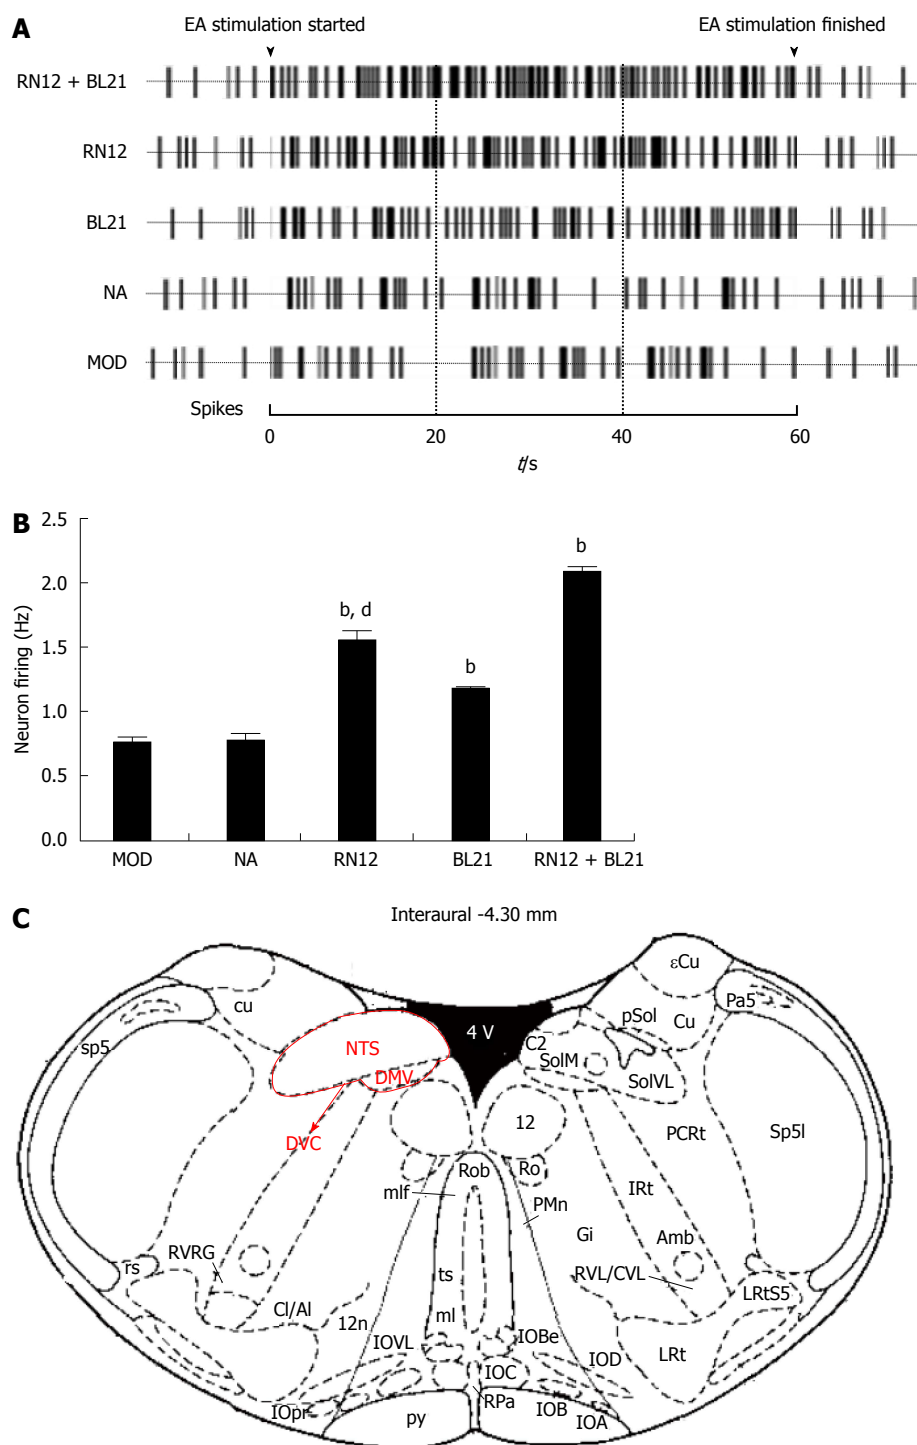 A
EA stimulation started
EA stimulation finished
RN12 + BL21
RN12
BL21
NA
MOD
Spikes
0
20
40
60
t/s
B
Neuron firing (Hz)
2.5
2.0
1.5
1.0
0.5
0.0
b, d
b
b
MOD
NA
RN12
BL21
RN12 + BL21
C
Interaural -4.30 mm
cu
sp5
NTS
DMV
DVC
4 V
C2
SolM
pSol
SolVL
εCu
Cu
Pa5
12
PCRt
Sp5l
Rob
Ro
mlf
PMn
IRt
Gi
Amb
RVRG
rs
RVL/CVL
LRtS5
ts
Cl/Al
12n
ml
IOVL
IOBe
IOC
IOD
LRt
IOpr
py
RPa
IOB
IOA